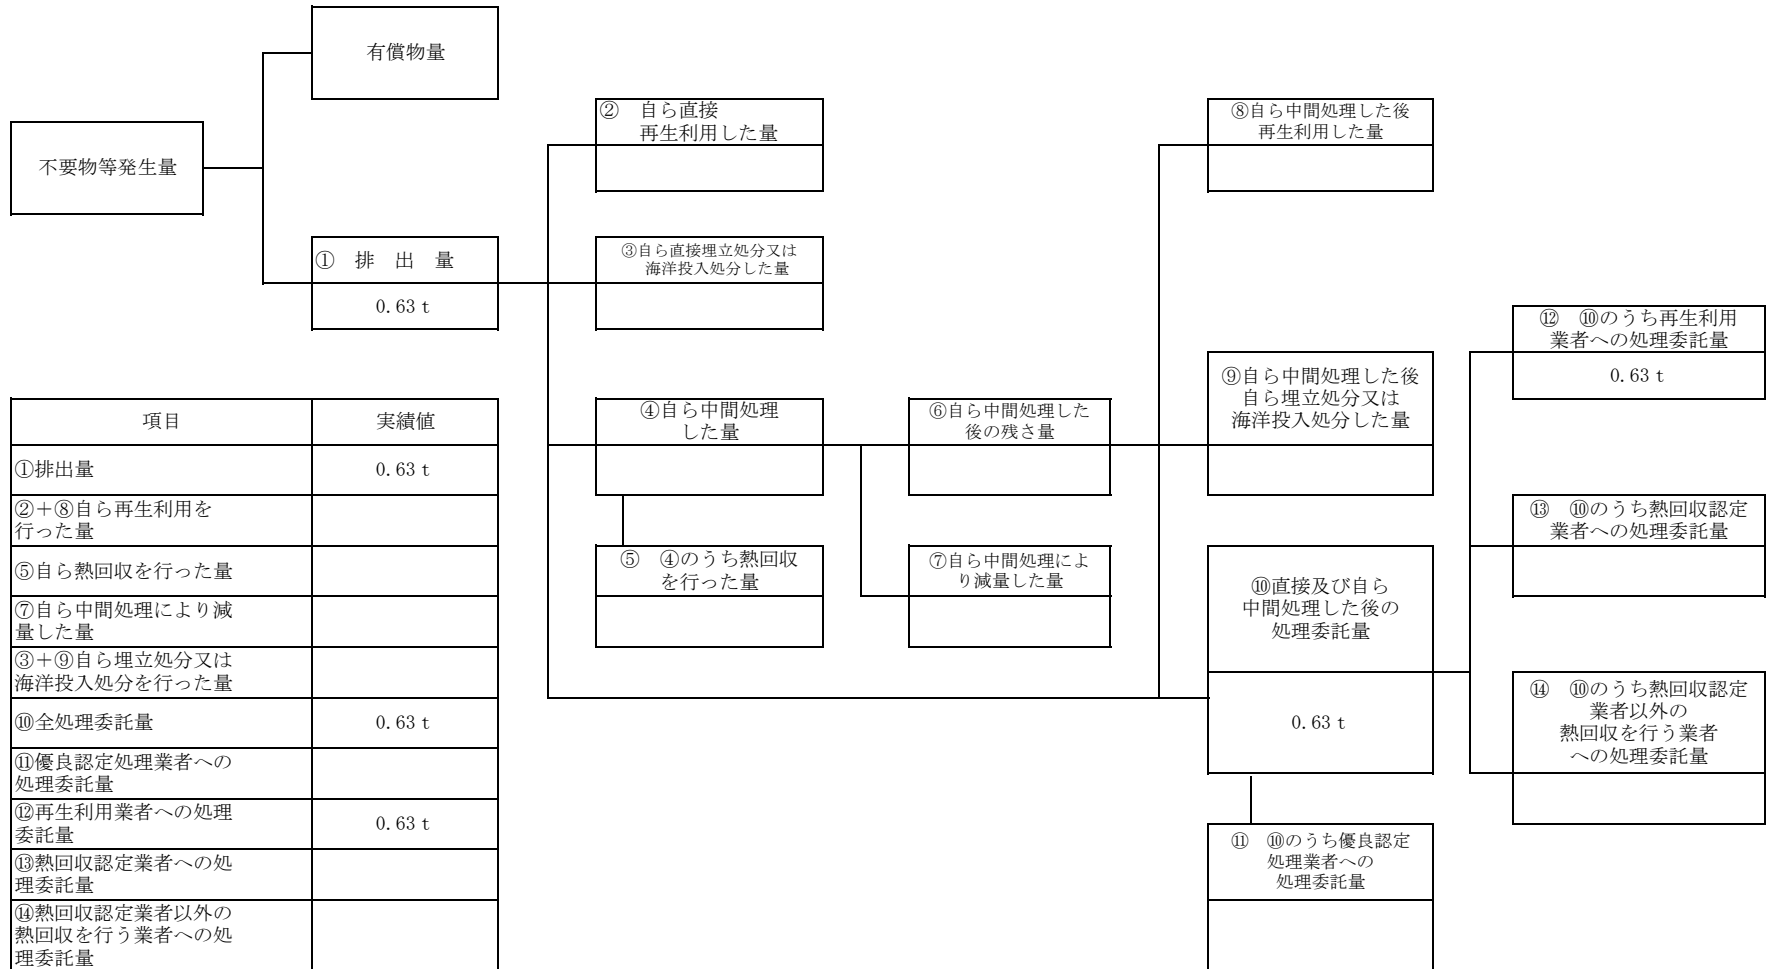 有償物量
不要物等発生量
① 排 出 量
0.63 t
② 自ら直接
再生利用した量
③自ら直接埋立処分又は
海洋投入処分した量
④自ら中間処理
した量
⑤ ④のうち熱回収
を行った量
⑥自ら中間処理した
後の残さ量
⑦自ら中間処理によ
り減量した量
⑧自ら中間処理した後
再生利用した量
⑨自ら中間処理した後
自ら埋立処分又は
海洋投入処分した量
⑩直接及び自ら
中間処理した後の
処理委託量
0.63 t
⑪ ⑩のうち優良認定
処理業者への
処理委託量
⑫ ⑩のうち再生利用
業者への処理委託量
0.63 t
⑬ ⑩のうち熱回収認定
業者への処理委託量
⑭ ⑩のうち熱回収認定
業者以外の
熱回収を行う業者
への処理委託量
項目 実績値
①排出量 0.63 t
②＋⑧自ら再生利用を
行った量
⑤自ら熱回収を行った量
⑦自ら中間処理により減
量した量
③＋⑨自ら埋立処分又は
海洋投入処分を行った量
⑩全処理委託量 0.63 t
⑪優良認定処理業者への
処理委託量
⑫再生利用業者への処理
委託量 0.63 t
⑬熱回収認定業者への処
理委託量
⑭熱回収認定業者以外の
熱回収を行う業者への処
理委託量